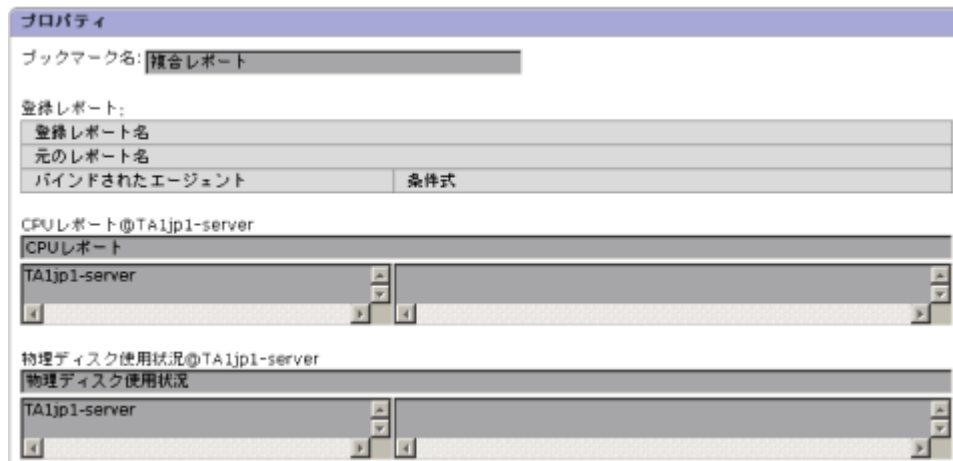 プロパティ
ブックマーク名: 複合レポート
登録レポート:
登録レポート名
元のレポート名
バインドされたエージェント 条件式
CPUレポート@TA1jp1-server
CPUレポート
TA1jp1-server
物理ディスク使用状況@TA1jp1-server
物理ディスク使用状況
TA1jp1-server